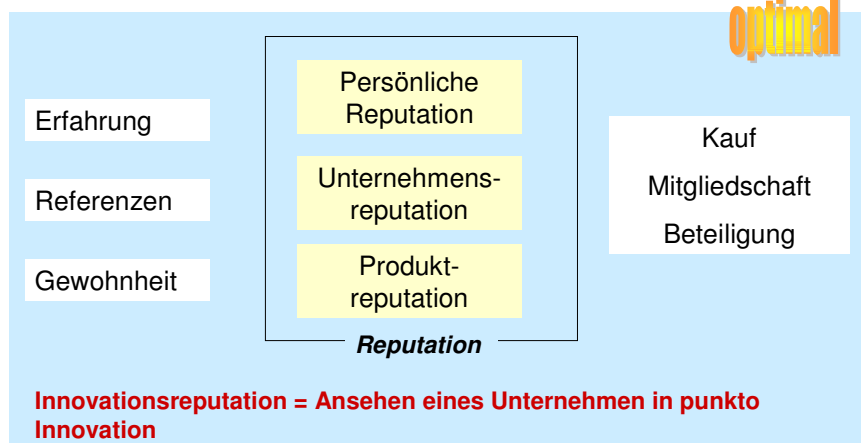 optimal
Erfahrung
Referenzen
Gewohnheit
Persönliche
Reputation
Unternehmens-
reputation
Produkt-
reputation
Reputation
Kauf
Mitgliedschaft
Beteiligung
Innovationsreputation = Ansehen eines Unternehmen in punkto
Innovation